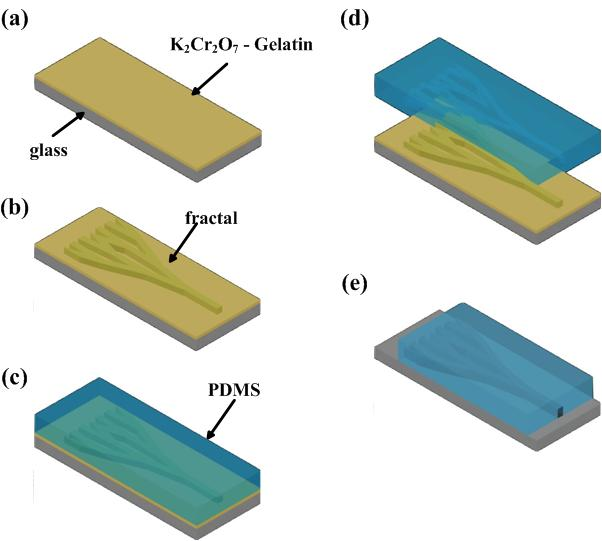 (a)
K₂Cr₂O₇ - Gelatin
glass
(b)
fractal
(c)
PDMS
(d)
(e)